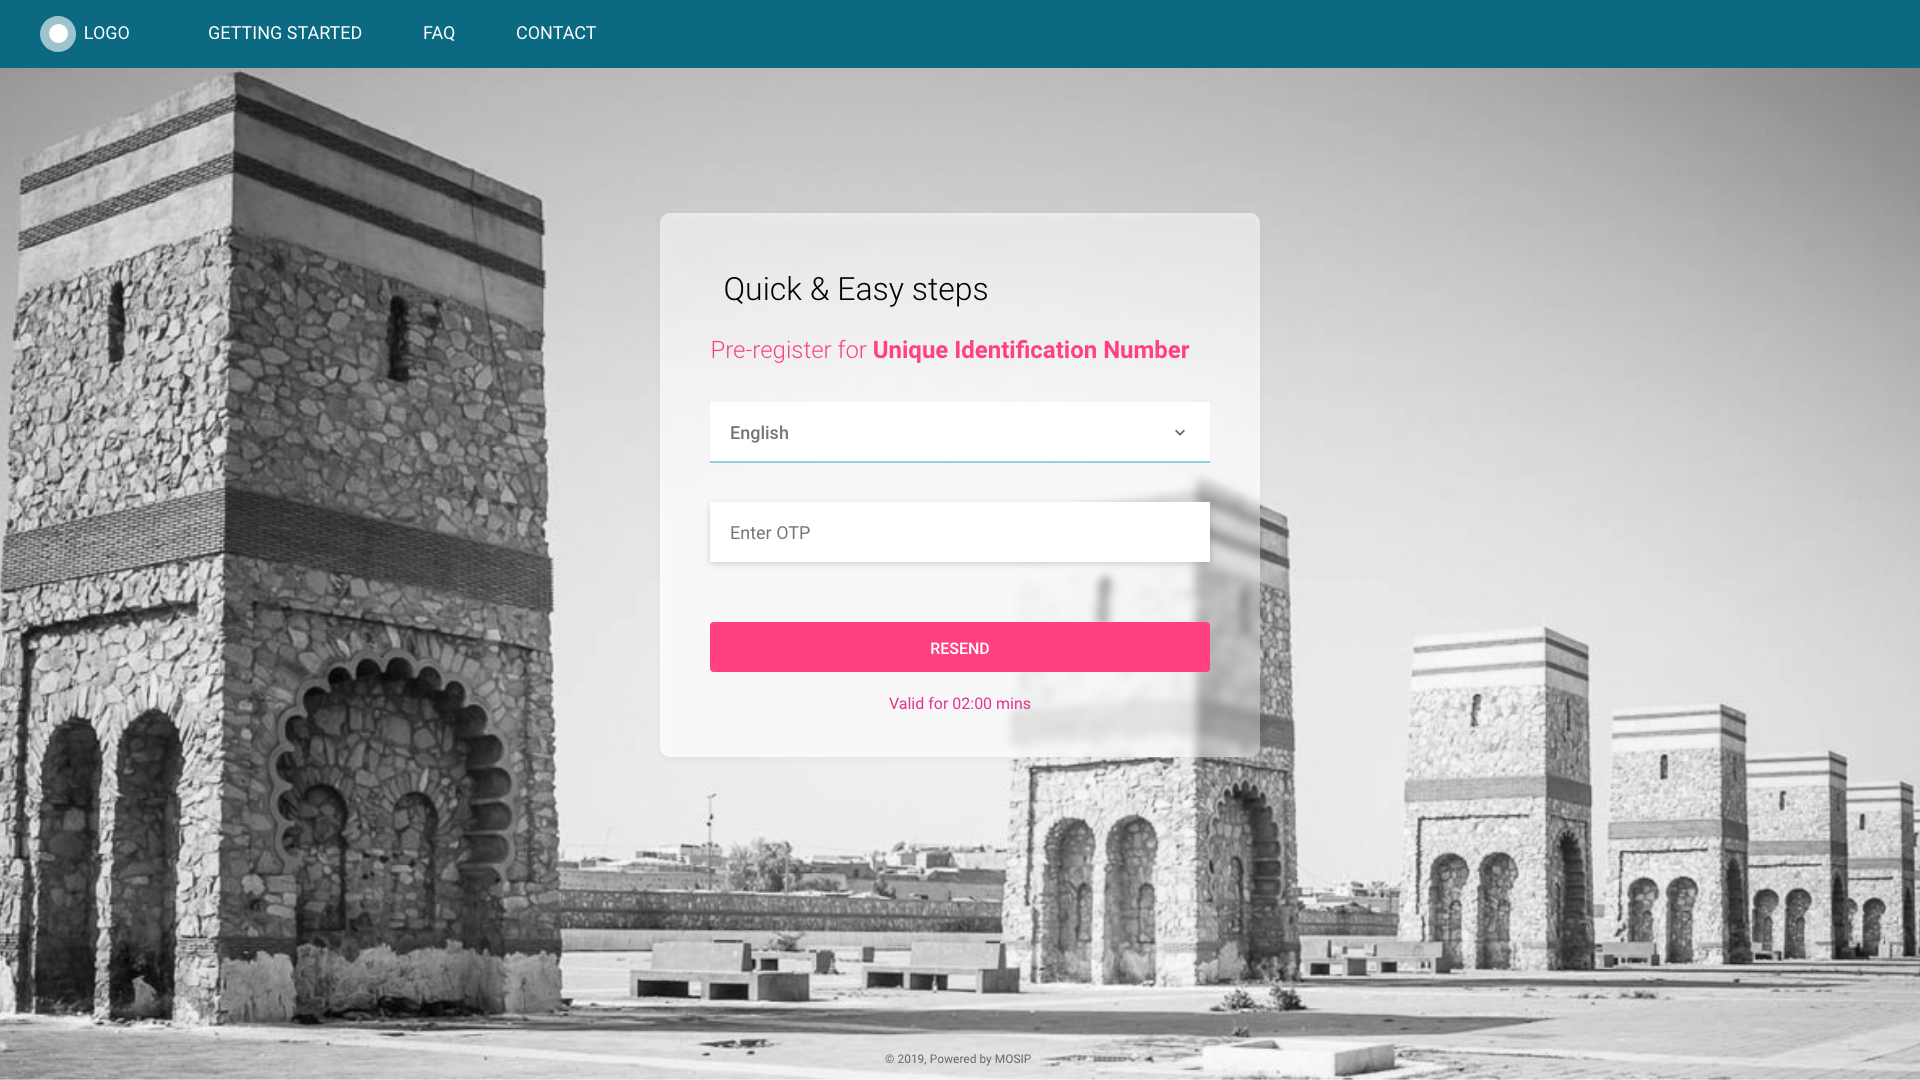 LOGO
GETTING STARTED
FAQ
CONTACT
Quick & Easy steps
Pre-register for Unique Identification Number
English
Enter OTP
RESEND
Valid for 02:00 mins
© 2019, Powered by MOSIP